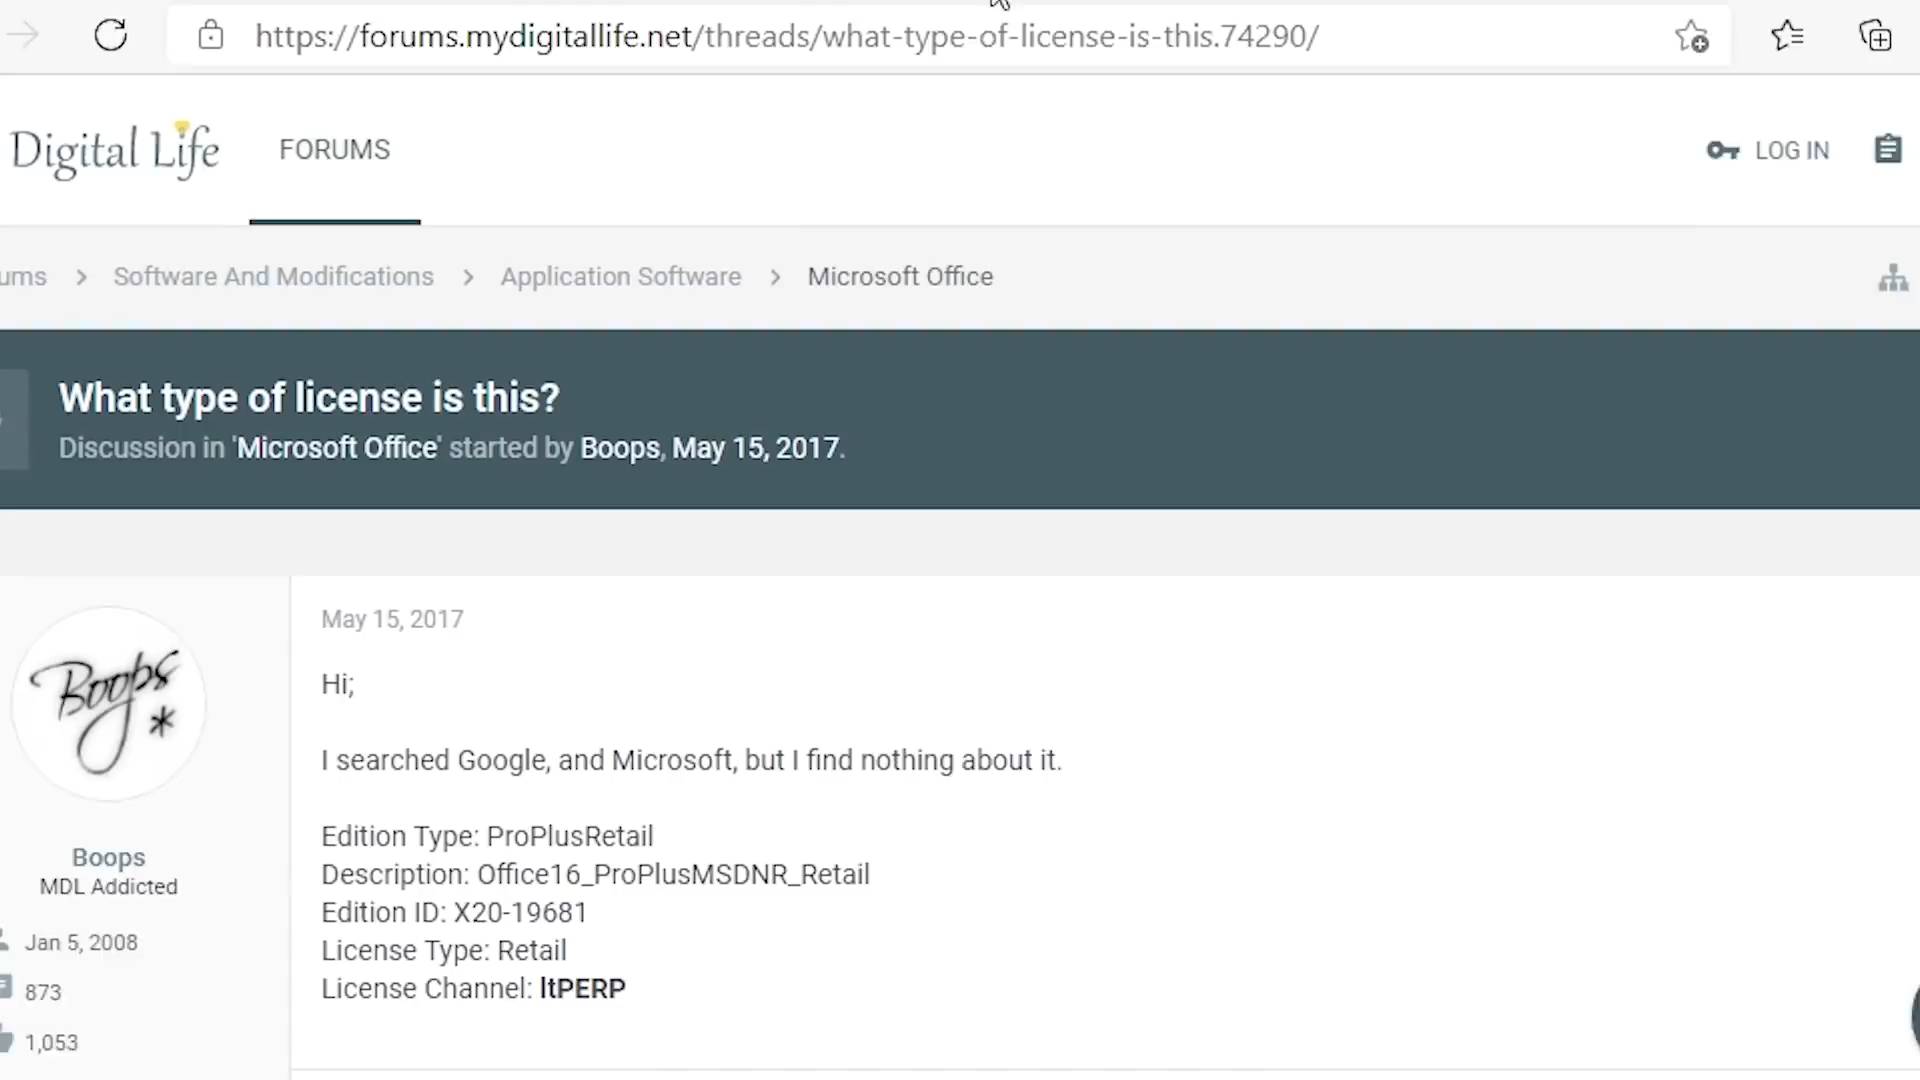 https://forums.mydigitallife.net/threads/what-type-of-license-is-this.74290/
Digital Life
FORUMS
LOG IN
ums > Software And Modifications > Application Software > Microsoft Office
What type of license is this?
Discussion in 'Microsoft Office' started by Boops, May 15, 2017.
May 15, 2017
Boops
*
Hi;
I searched Google, and Microsoft, but I find nothing about it.
Edition Type: ProPlusRetail
Description: Office16_ProPlusMSDNR_Retail
Edition ID: X20-19681
License Type: Retail
License Channel: ltPERP
Boops
MDL Addicted
Jan 5, 2008
873
1,053